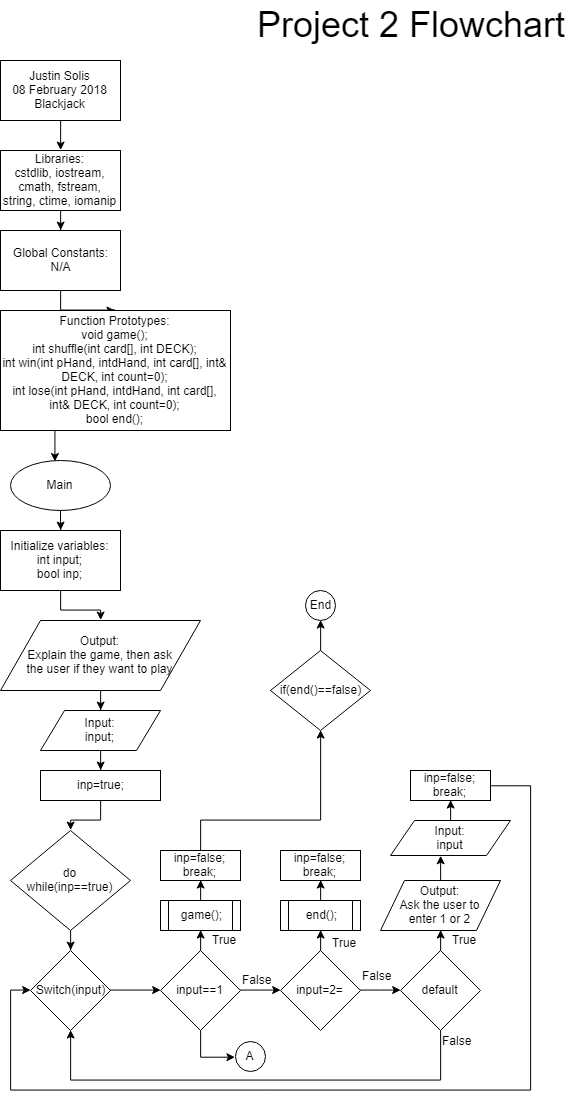 Project 2 Flowchart
Justin Solis
08 February 2018
Blackjack
Libraries:
cstdlib, iostream,
cmath, fstream,
string, ctime, iomanip
Global Constants:
N/A
Function Prototypes:
void game();
int shuffle(int card[], int DECK);
int win(int pHand, intdHand, int card[], int&
DECK, int count=0);
int lose(int pHand, intdHand, int card[],
int& DECK, int count=0);
bool end();
Main
Initialize variables:
int input;
bool inp;
Output:
Explain the game, then ask
the user if they want to play
Input:
input;
inp=true;
do
while(inp==true)
Switch(input)
End
if(end()==false)
inp=false;
break;
game();
True
input==1
False
A
inp=false;
break;
end();
True
input=2=
False
inp=false;
break;
Input:
input
Output:
Ask the user to
enter 1 or 2
True
default
False